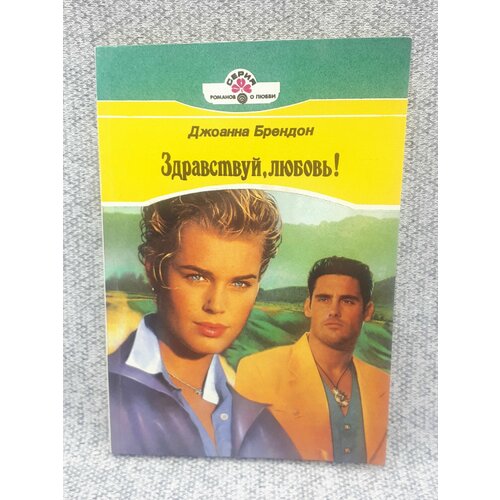 СЕРИЯ
РОМАНОВ О ЛЮБВИ
Джоанна Брендон
Здравствуй, любовь!